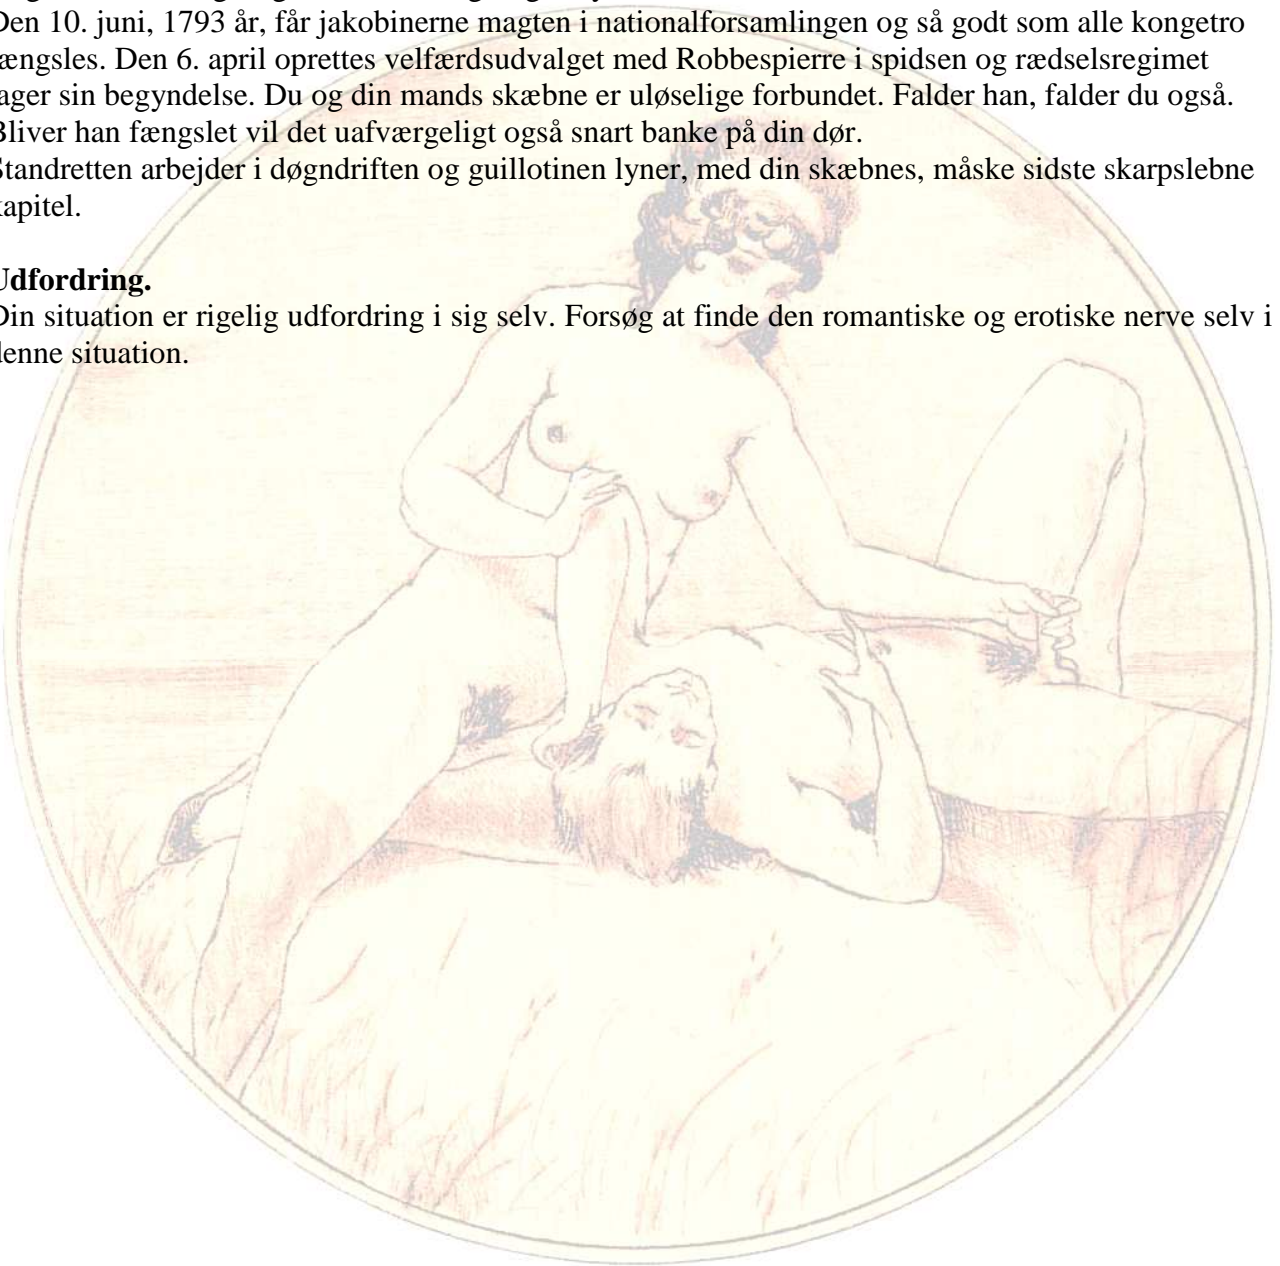 Den 10. juni, 1793 år, får jakobinerne magten i nationalforsamlingen og så godt som alle kongetro
fængsles. Den 6. april oprettes velfærdsudvalget med Robbespierre i spidsen og rædselsregimet
tager sin begyndelse. Du og din mands skæbne er uløselige forbundet. Falder han, falder du også.
Bliver han fængslet vil det uafværgeligt også snart banke på din dør.
Standretten arbejder i døgndriften og guillotinen lyner, med din skæbnes, måske sidste skarpslebne
kapitel.
Udfordring.
Din situation er rigelig udfordring i sig selv. Forsøg at finde den romantiske og erotiske nerve selv i
denne situation.